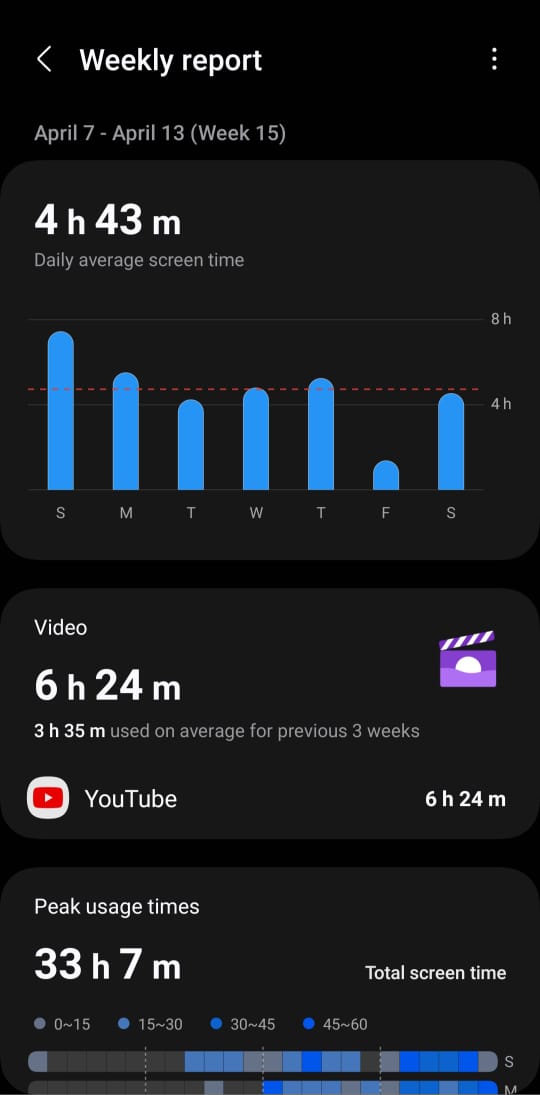 Weekly report
April 7 - April 13 (Week 15)
4 h 43 m
Daily average screen time
8 h
4 h
S M T W T F S
Video
6 h 24 m
3 h 35 m used on average for previous 3 weeks
YouTube 6 h 24 m
Peak usage times
33 h 7 m Total screen time
0~15 15~30 30~45 45~60
S
M